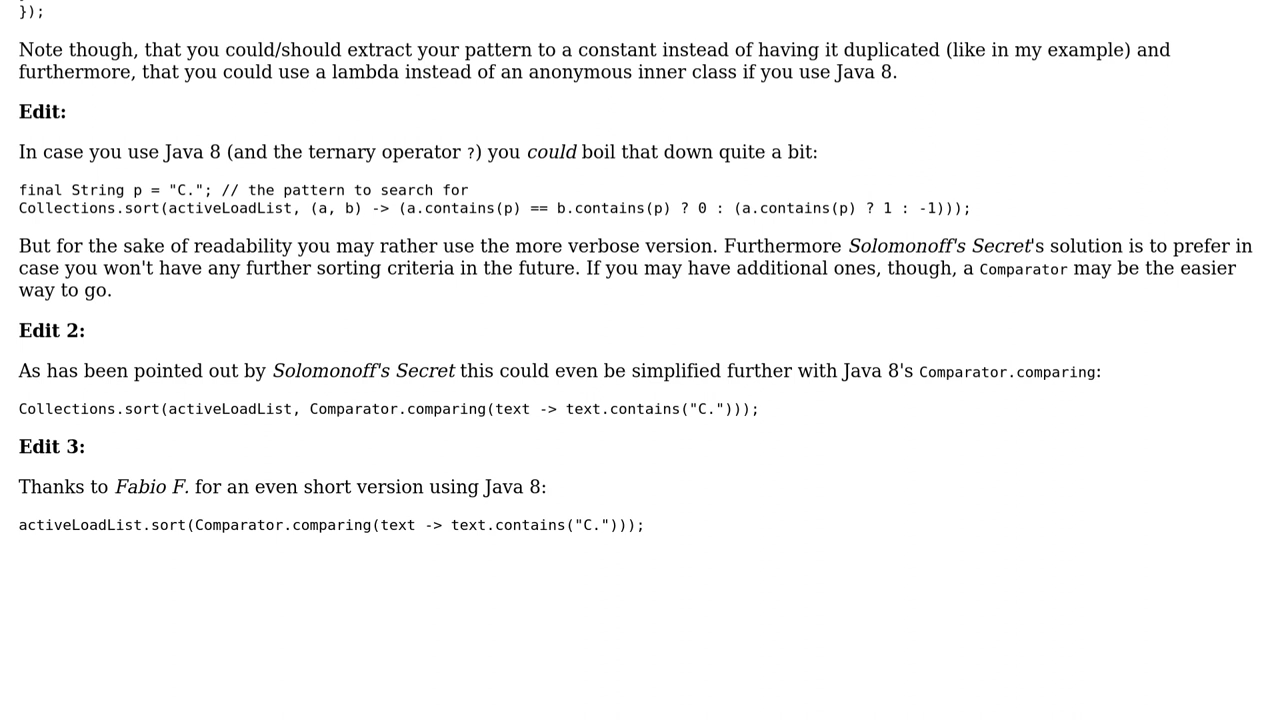 });
Note though, that you could/should extract your pattern to a constant instead of having it duplicated (like in my example) and
furthermore, that you could use a lambda instead of an anonymous inner class if you use Java 8.
Edit:
In case you use Java 8 (and the ternary operator ?) you could boil that down quite a bit:
final String p = "C."; // the pattern to search for
Collections.sort(activeLoadList, (a, b) -> (a.contains(p) == b.contains(p) ? 0 : (a.contains(p) ? 1 : -1)));
But for the sake of readability you may rather use the more verbose version. Furthermore Solomonoff's Secret's solution is to prefer in
case you won't have any further sorting criteria in the future. If you may have additional ones, though, a Comparator may be the easier
way to go.
Edit 2:
As has been pointed out by Solomonoff's Secret this could even be simplified further with Java 8's Comparator.comparing:
Collections.sort(activeLoadList, Comparator.comparing(text -> text.contains("C.")));
Edit 3:
Thanks to Fabio F. for an even short version using Java 8:
activeLoadList.sort(Comparator.comparing(text -> text.contains("C.")));